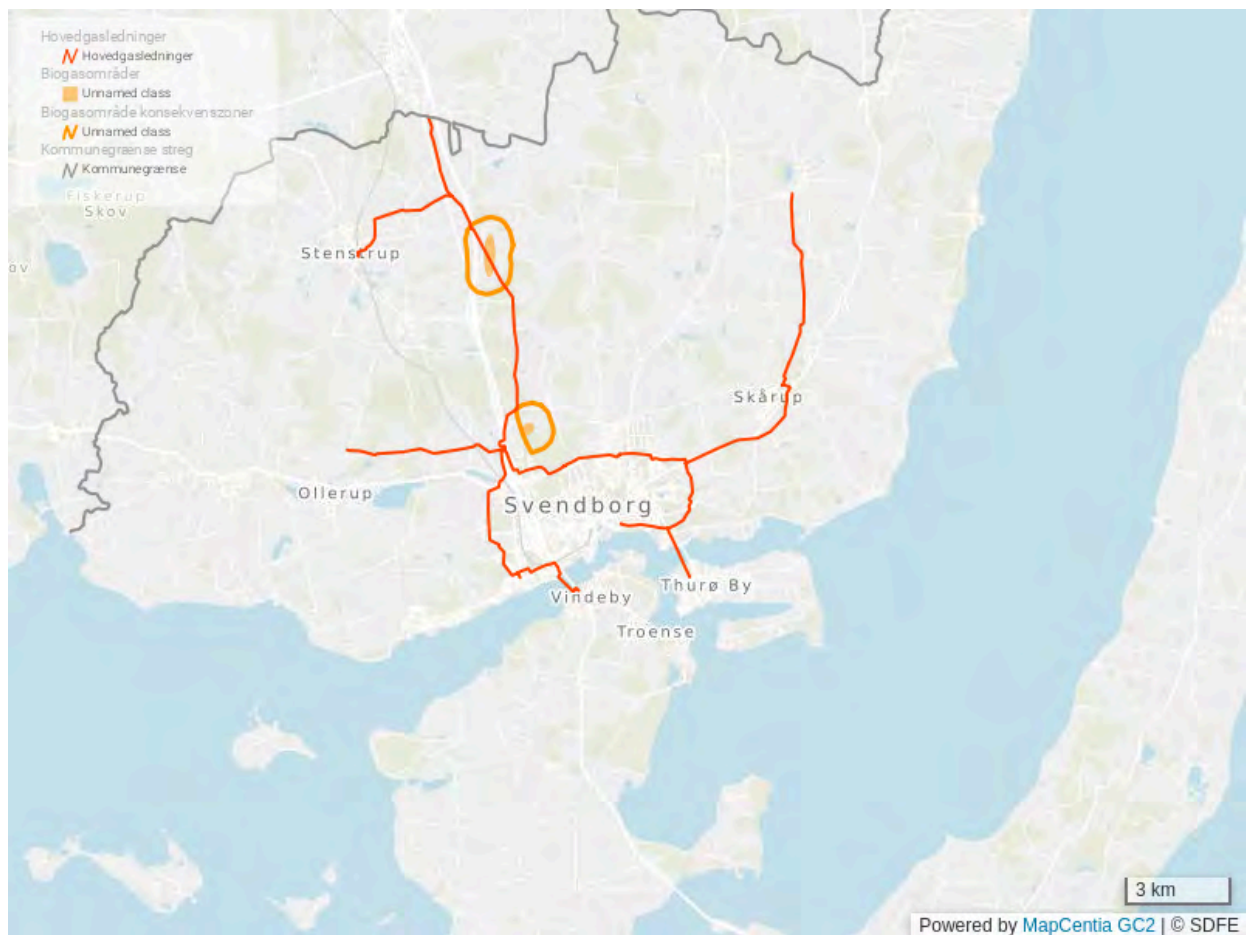 Hovedgasledninger
Hovedgasledninger
Biogasområder
Unnamed class
Biogasområde konsekvenszoner
Unnamed class
Kommunegrænse streg
Kommunegrænse
Fiskerup
Skov
ov
Stenstrup
Skårup
Ollerup
Svendborg
Thurø By
Vindeby
Troense
3 km
Powered by MapCentia GC2 | © SDFE